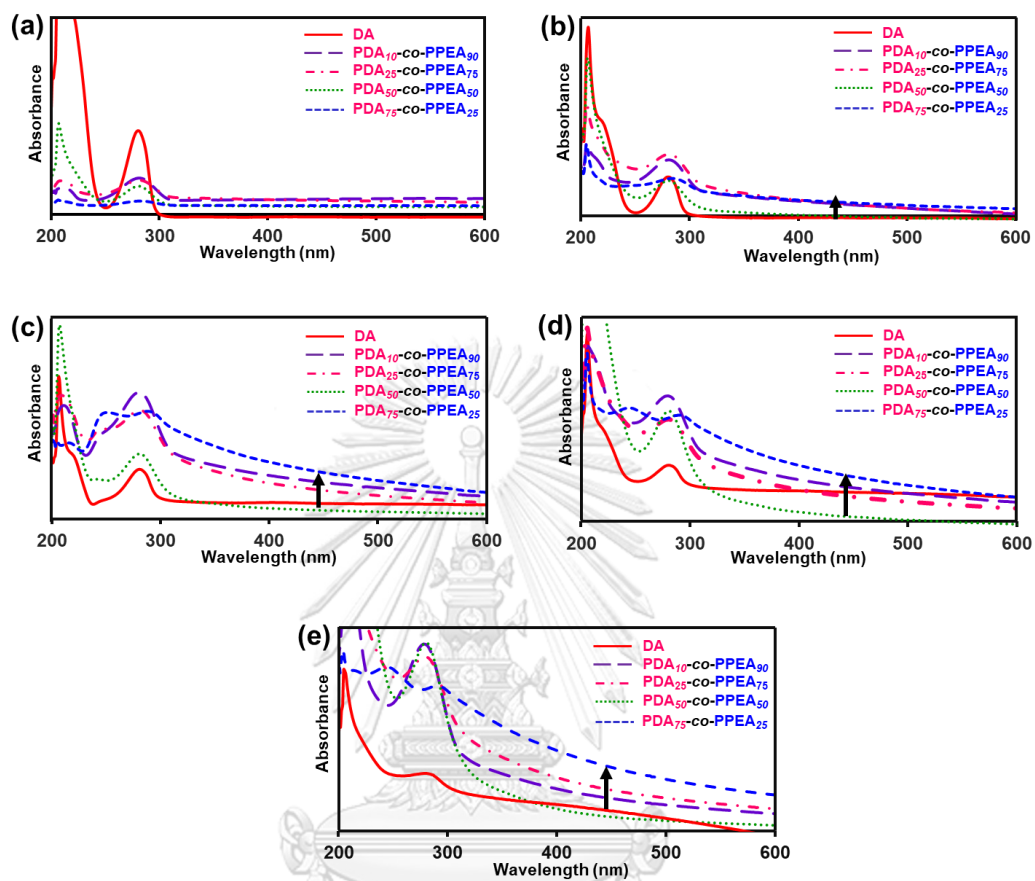 (a)
DA
PDA10-co-PPEA90
PDA25-co-PPEA75
PDA50-co-PPEA50
PDA75-co-PPEA25
Absorbance
200 300 400 500 600
Wavelength (nm)
(b)
DA
PDA10-co-PPEA90
PDA25-co-PPEA75
PDA50-co-PPEA50
PDA75-co-PPEA25
Absorbance
200 300 400 500 600
Wavelength (nm)
(c)
DA
PDA10-co-PPEA90
PDA25-co-PPEA75
PDA50-co-PPEA50
PDA75-co-PPEA25
Absorbance
200 300 400 500 600
Wavelength (nm)
(d)
DA
PDA10-co-PPEA90
PDA25-co-PPEA75
PDA50-co-PPEA50
PDA75-co-PPEA25
Absorbance
200 300 400 500 600
Wavelength (nm)
(e)
DA
PDA10-co-PPEA90
PDA25-co-PPEA75
PDA50-co-PPEA50
PDA75-co-PPEA25
Absorbance
200 300 400 500 600
Wavelength (nm)